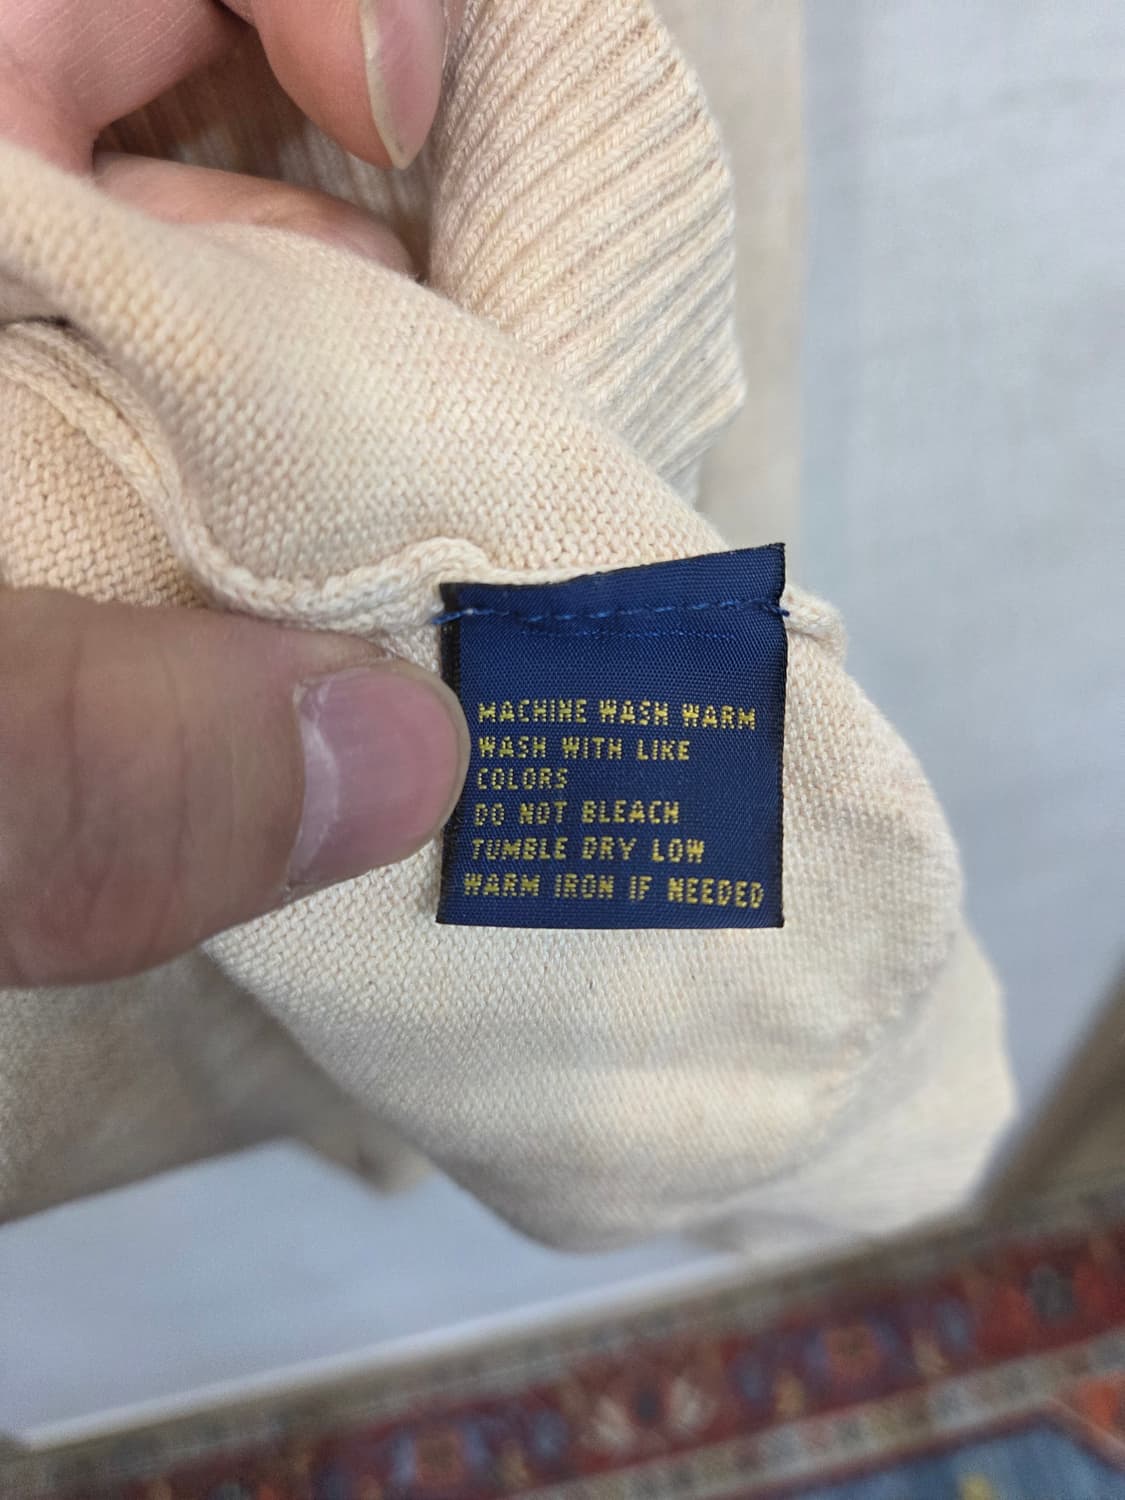 MACHINE WASH WARM
WASH WITH LIKE
COLORS
DO NOT BLEACH
TUMBLE DRY LOW
WARM IRON IF NEEDED